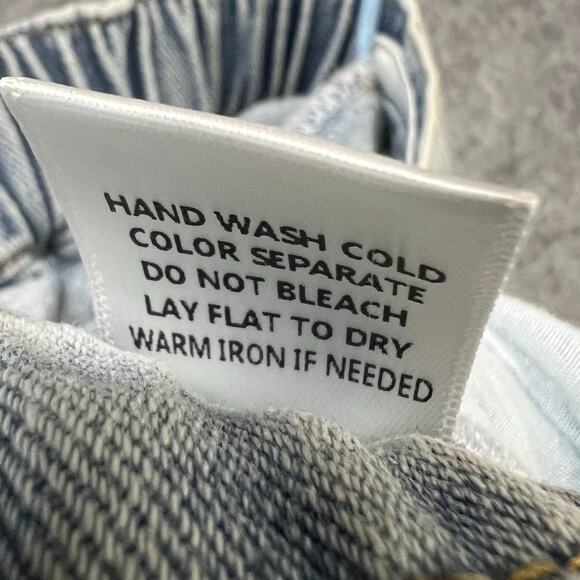 HAND WASH COLD
COLOR SEPARATE
DO NOT BLEACH
LAY FLAT TO DRY
WARM IRON IF NEEDED